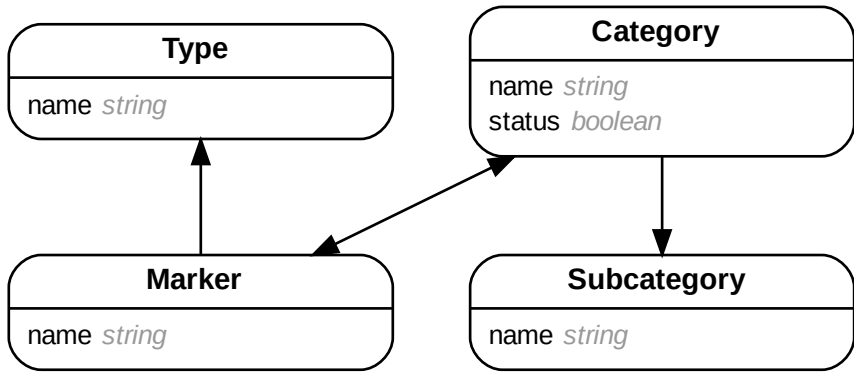 Type
name string
Category
name string
status boolean
Marker
name string
Subcategory
name string